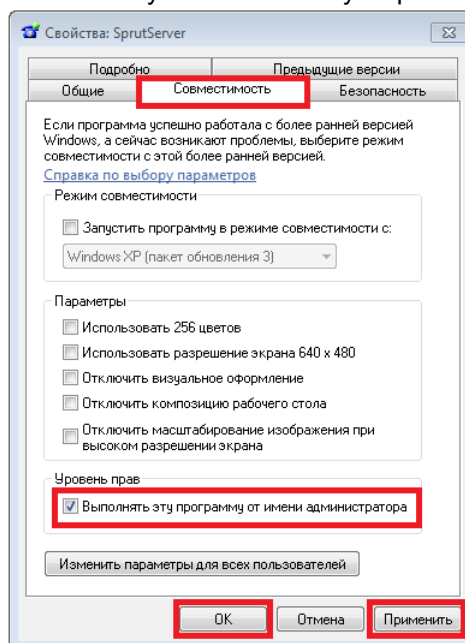 Свойства: SprutServer
Подробно
Предыдущие версии
Общие
Совместимость
Безопасность
Если программа успешно работала с более ранней версией
Windows, а сейчас возникают проблемы, выберите режим
совместимости с этой более ранней версией.
Справка по выбору параметров
Режим совместимости
Запустить программу в режиме совместимости с:
Windows XP (пакет обновления 3)
Параметры
Использовать 256 цветов
Использовать разрешение экрана 640 x 480
Отключить визуальное оформление
Отключить композицию рабочего стола
Отключить масштабирование изображения при
высоком разрешении экрана
Уровень прав
Выполнять эту программу от имени администратора
Изменить параметры для всех пользователей
OK
Отмена
Применить